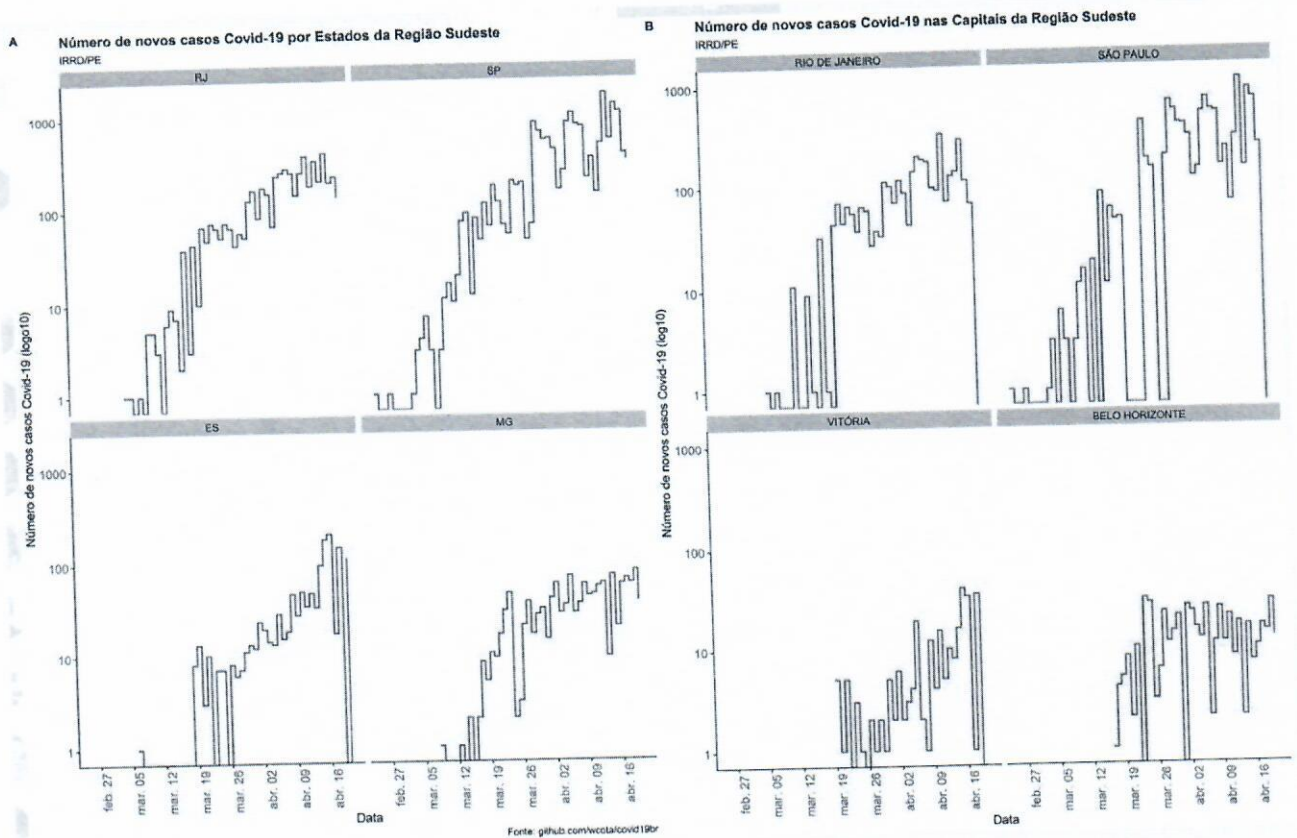 A
Número de novos casos Covid-19 por Estados da Região Sudeste
IRRD/PE
RJ
SP
Número de novos casos Covid-19 (logo10)
1000
100
10
1
ES
MG
1000
100
10
1
feb. 27
mar. 05
mar. 12
mar. 19
mar. 26
abr. 02
abr. 09
abr. 16
feb. 27
mar. 05
mar. 12
mar. 19
mar. 26
abr. 02
abr. 09
abr. 16
Data
Fonte: github.com/wcota/covid19br
B
Número de novos casos Covid-19 nas Capitais da Região Sudeste
IRRD/PE
RIO DE JANEIRO
SÃO PAULO
Número de novos casos Covid-19 (log10)
1000
100
10
1
VITÓRIA
BELO HORIZONTE
1000
100
10
1
feb. 27
mar. 05
mar. 12
mar. 19
mar. 26
abr. 02
abr. 09
abr. 16
feb. 27
mar. 05
mar. 12
mar. 19
mar. 26
abr. 02
abr. 09
abr. 16
Data